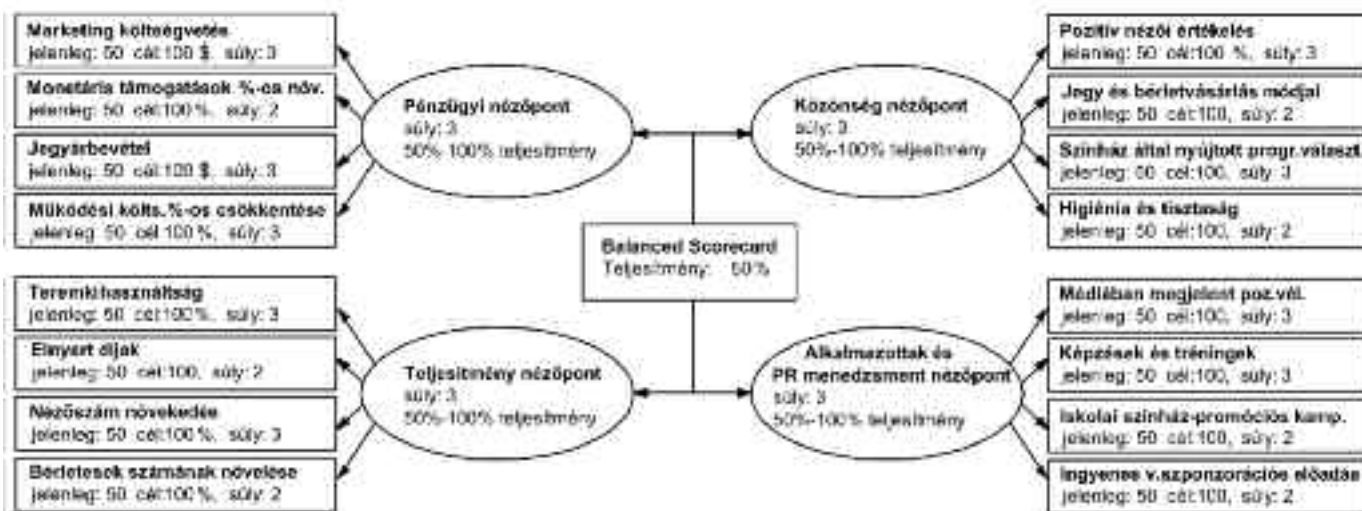 Marketing költségvetés
jelenleg: 50 cél:100 $, súly: 3
Monetáris támogatások %-os növ.
jelenleg: 50 cél:100%, súly: 2
Jegyárbevétel
jelenleg: 50 cél:100 $, súly: 3
Működési költs.%-os csökkentése
jelenleg: 50 cél 100%, súly: 3
Pénzügyi nézőpont
súly: 3
50%-100% teljesítmény
Közönség nézőpont
súly: 3
50%-100% teljesítmény
Pozitív nézői értékelés
jelenleg: 50 cél:100 %, súly: 3
Jegy és bérletvásárlás módjai
jelenleg: 50 cél:100, súly: 2
Színház által nyújtott progr.választ.
jelenleg: 50 cél:100, súly: 3
Higiénia és tisztaság
jelenleg: 50 cél:100, súly: 2
Balanced Scorecard
Teljesítmény: 50%
Teremkihasználtság
jelenleg: 50 cél:100%, súly: 3
Elnyert díjak
jelenleg: 50 cél:100, súly: 2
Nézőszám növekedés
jelenleg: 50 cél:100%, súly: 3
Bérletesek számának növelése
jelenleg: 50 cél:100%, súly: 2
Teljesítmény nézőpont
súly: 3
50%-100% teljesítmény
Alkalmazottak és
PR menedzsment nézőpont
súly: 3
50%-100% teljesítmény
Médiában megjelent poz.vél.
jelenleg: 50 cél:100, súly: 3
Képzések és tréningek
jelenleg: 50 cél:100, súly: 3
Iskolai színház-promóciós kamp.
jelenleg: 50 cél:100, súly: 2
Ingyenes v.szponzorációs előadás
jelenleg: 50 cél:100, súly: 2